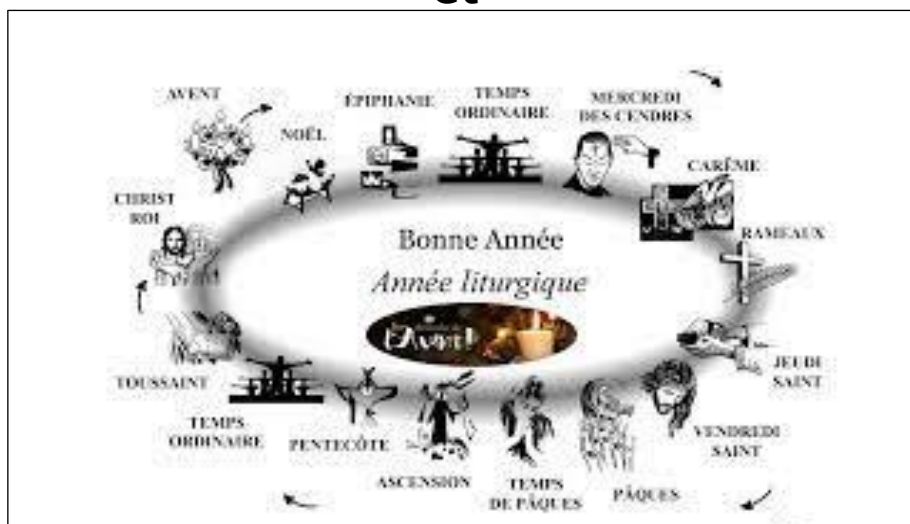 et
AVENT
NOËL
ÉPIPHANIE
TEMPS
ORDINAIRE
MERCREDI
DES CENDRES
CARÊME
RAMEAUX
JEUDI
SAINT
VENDREDI
SAINT
PÂQUES
TEMPS
DE PÂQUES
ASCENSION
PENTECÔTE
TEMPS
ORDINAIRE
TOUSSAINT
CHRIST
ROI
Bonne Année
Année liturgique